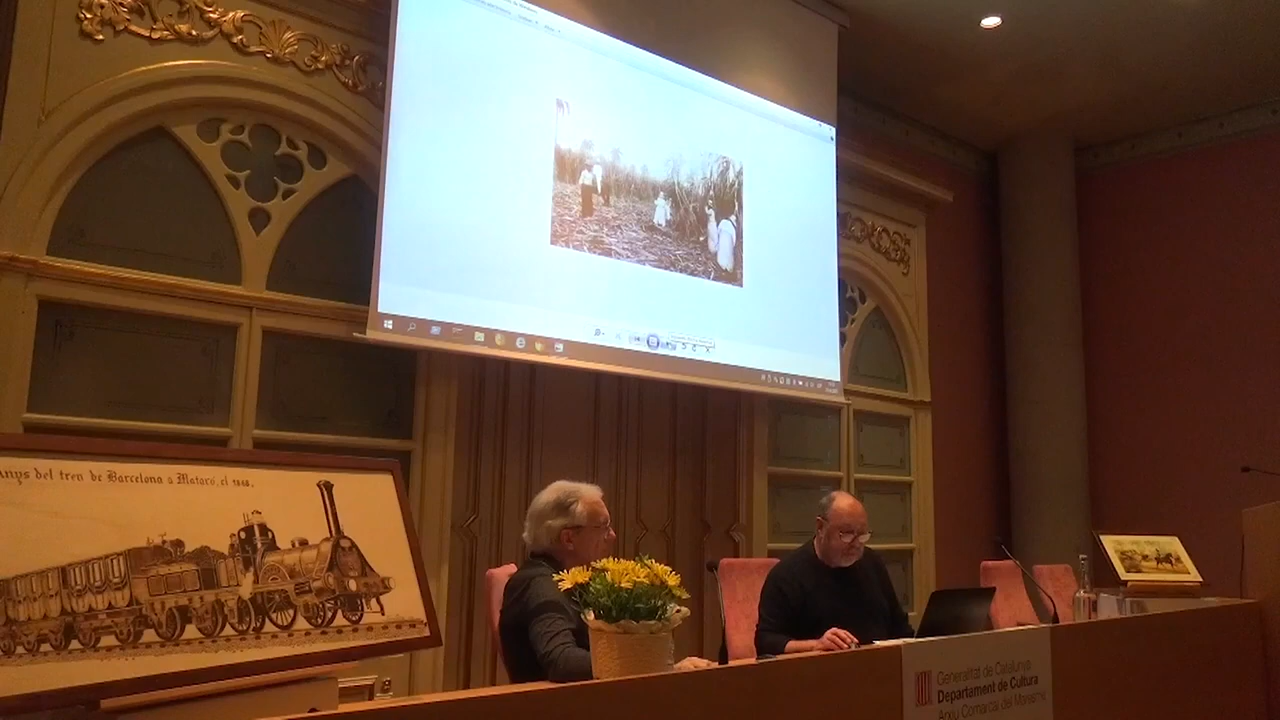 anys del tren de Barcelona a Mataró, el 1848.
Generalitat de Catalunya
Departament de Cultura
Arxiu Comarcal del Maresme